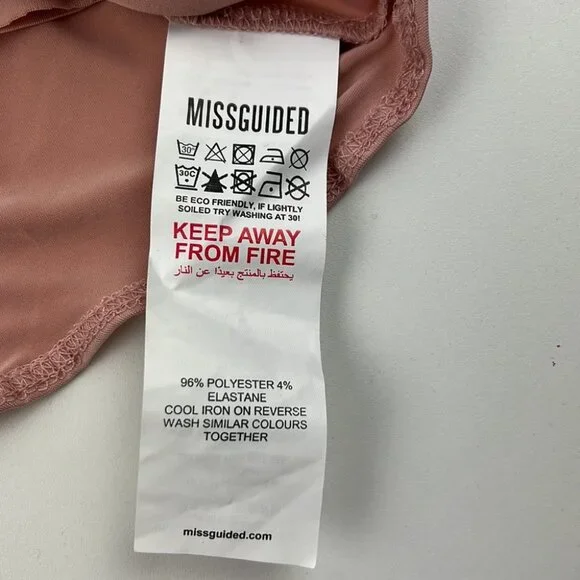 MISSGUIDED
30°
30C
BE ECO FRIENDLY, IF LIGHTLY
SOILED TRY WASHING AT 30!
KEEP AWAY
FROM FIRE
يحتفظ بالمنتج بعيدًا عن النار
96% POLYESTER 4%
ELASTANE
COOL IRON ON REVERSE
WASH SIMILAR COLOURS
TOGETHER
missguided.com